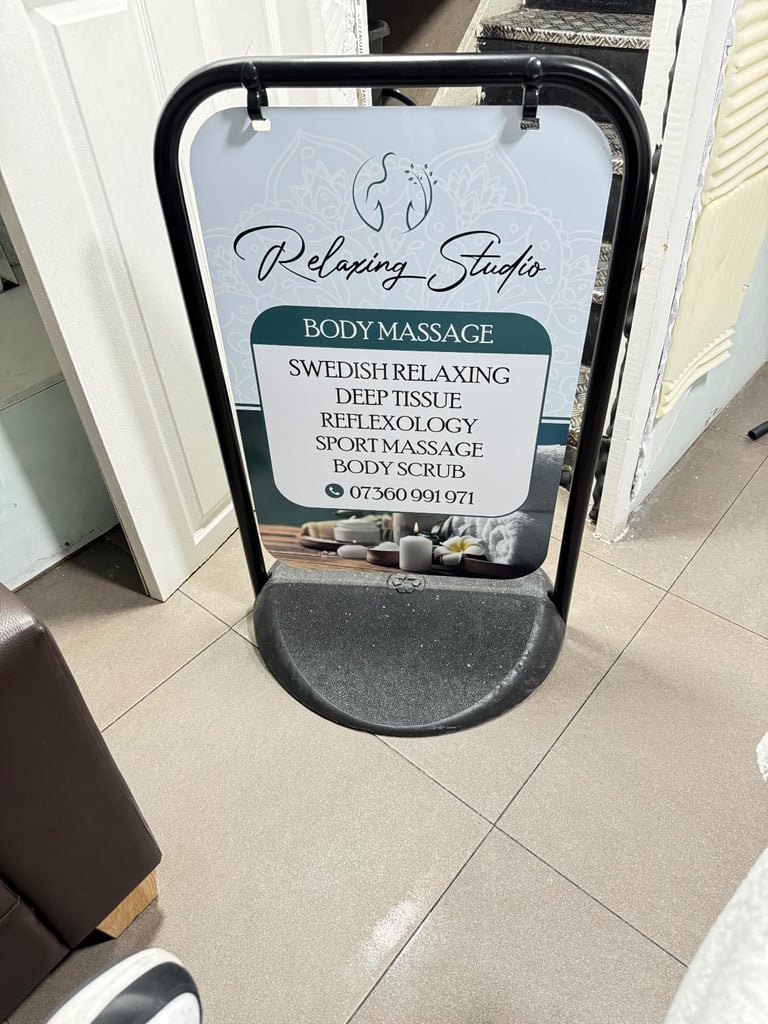 Relaxing Studio
BODY MASSAGE
SWEDISH RELAXING
DEEP TISSUE
REFLEXOLOGY
SPORT MASSAGE
BODY SCRUB
07360 991 971